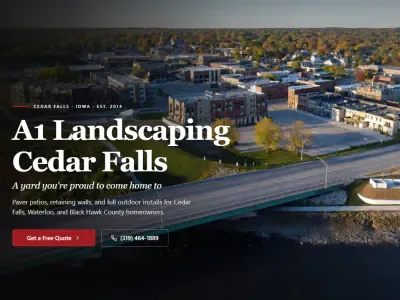 CEDAR FALLS · IOWA · EST. 2014
A1 Landscaping
Cedar Falls
A yard you're proud to come home to
Paver patios, retaining walls, and full outdoor installs for Cedar
Falls, Waterloo, and Black Hawk County homeowners.
Get a Free Quote
(319) 464-1889